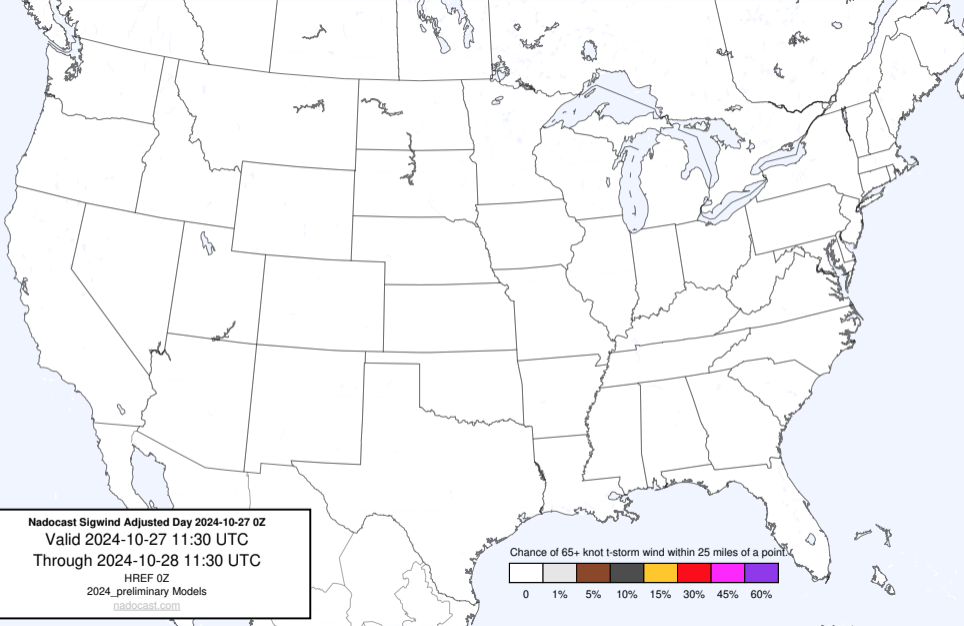 Nadocast Sigwind Adjusted Day 2024-10-27 0Z
Valid 2024-10-27 11:30 UTC
Through 2024-10-28 11:30 UTC
HREF 0Z
2024_preliminary Models
nadocast.com
Chance of 65+ knot t-storm wind within 25 miles of a point.
0 1% 5% 10% 15% 30% 45% 60%